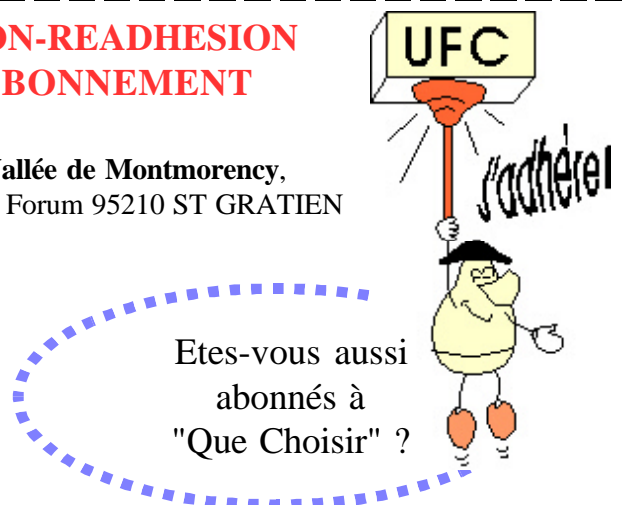 ON-READHESION
BONNEMENT
UFC
J'adhère!
Vallée de Montmorency,
Forum 95210 ST GRATIEN
Etes-vous aussi
abonnés à
"Que Choisir" ?